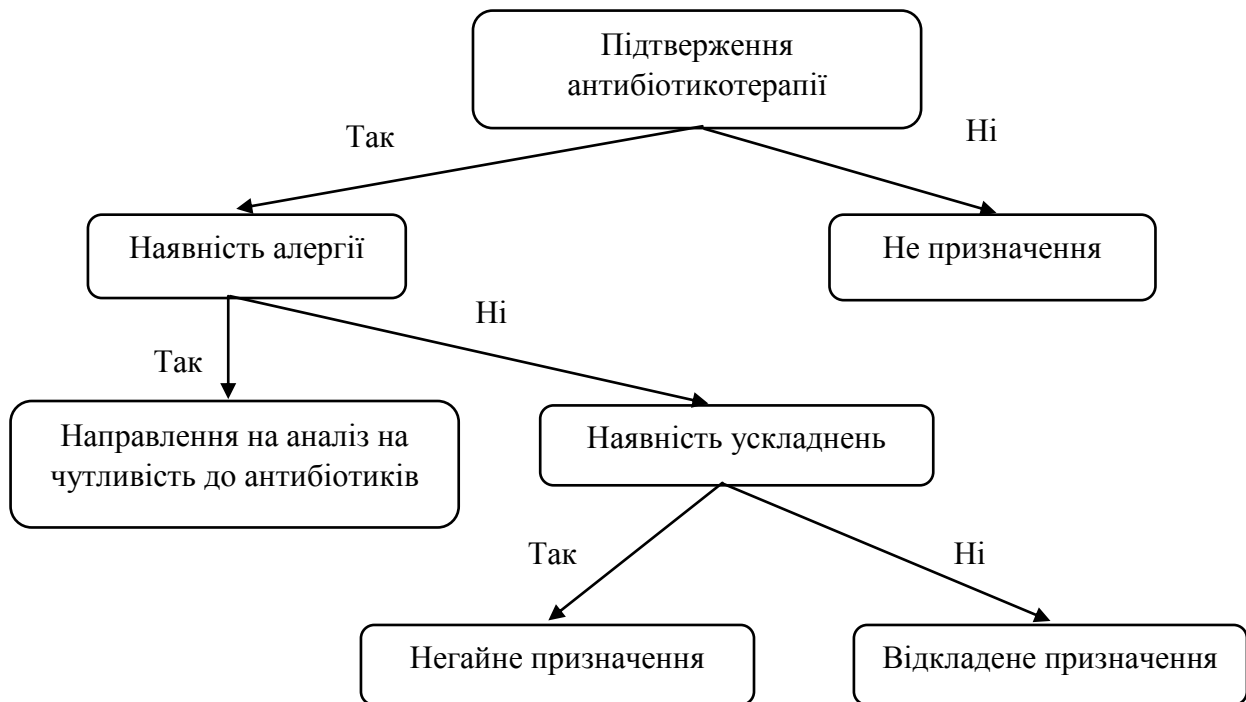 Підтверження
антибіотикотерапії
Так
Ні
Наявність алергії
Не призначення
Ні
Так
Направлення на аналіз на
чутливість до антибіотиків
Наявність ускладнень
Так
Ні
Негайне призначення
Відкладене призначення